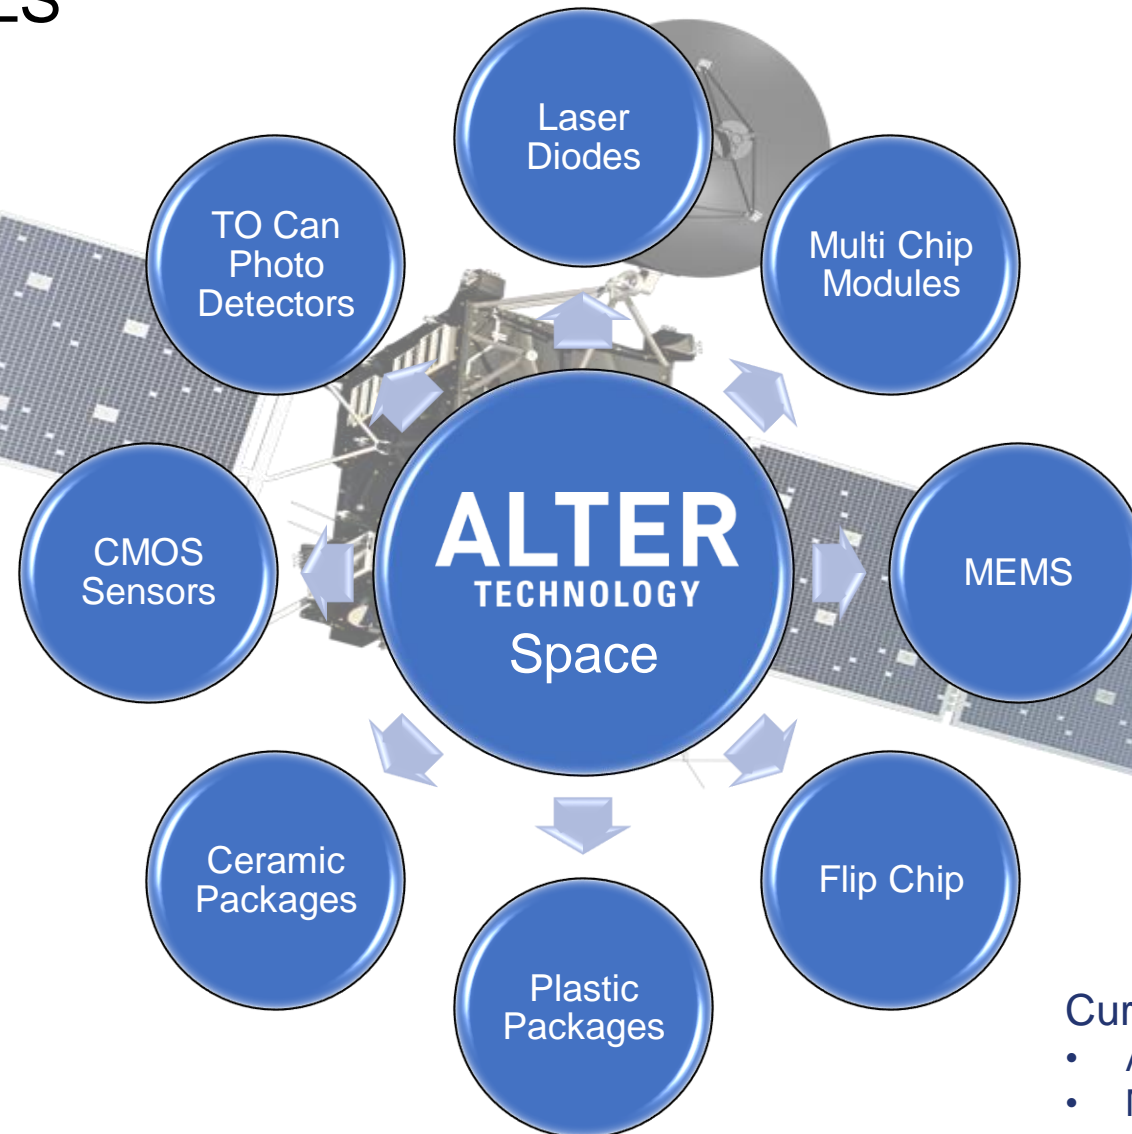 Laser
Diodes
TO Can
Photo
Detectors
Multi Chip
Modules
CMOS
Sensors
ALTER
TECHNOLOGY
Space
MEMS
Ceramic
Packages
Flip Chip
Plastic
Packages